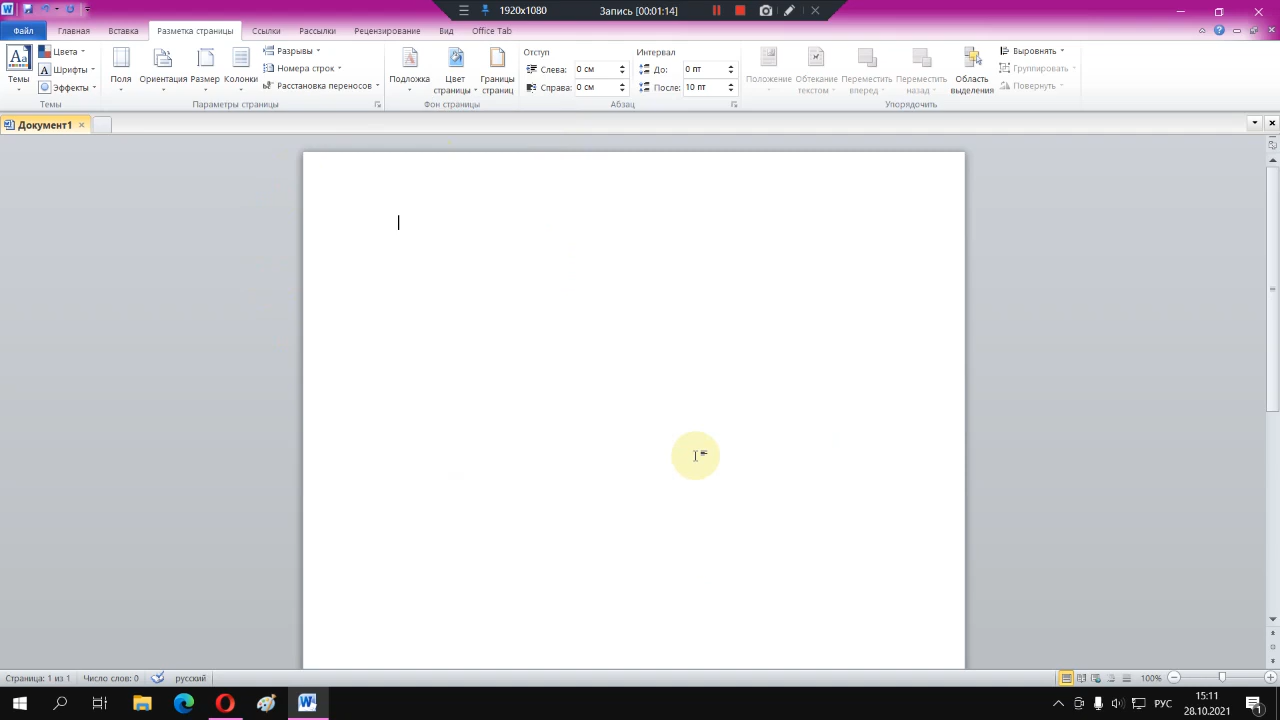 1920x1080 Запись [00:01:14]
Файл Главная Вставка Разметка страницы Ссылки Рассылки Рецензирование Вид Office Tab
Темы
Цвета
Шрифты
Эффекты
Темы
Поля
Ориентация
Размер
Колонки
Разрывы
Номера строк
Расстановка переносов
Параметры страницы
Подложка
Цвет страницы
Границы страниц
Фон страницы
Отступ
Слева: 0 см
Справа: 0 см
Интервал
До: 0 пт
После: 10 пт
Абзац
Положение
Обтекание текстом
Переместить вперед
Переместить назад
Область выделения
Выровнять
Группировать
Повернуть
Упорядочить
Документ1
Страница: 1 из 1 Число слов: 0 русский 100%
РУС 15:11
28.10.2021
1